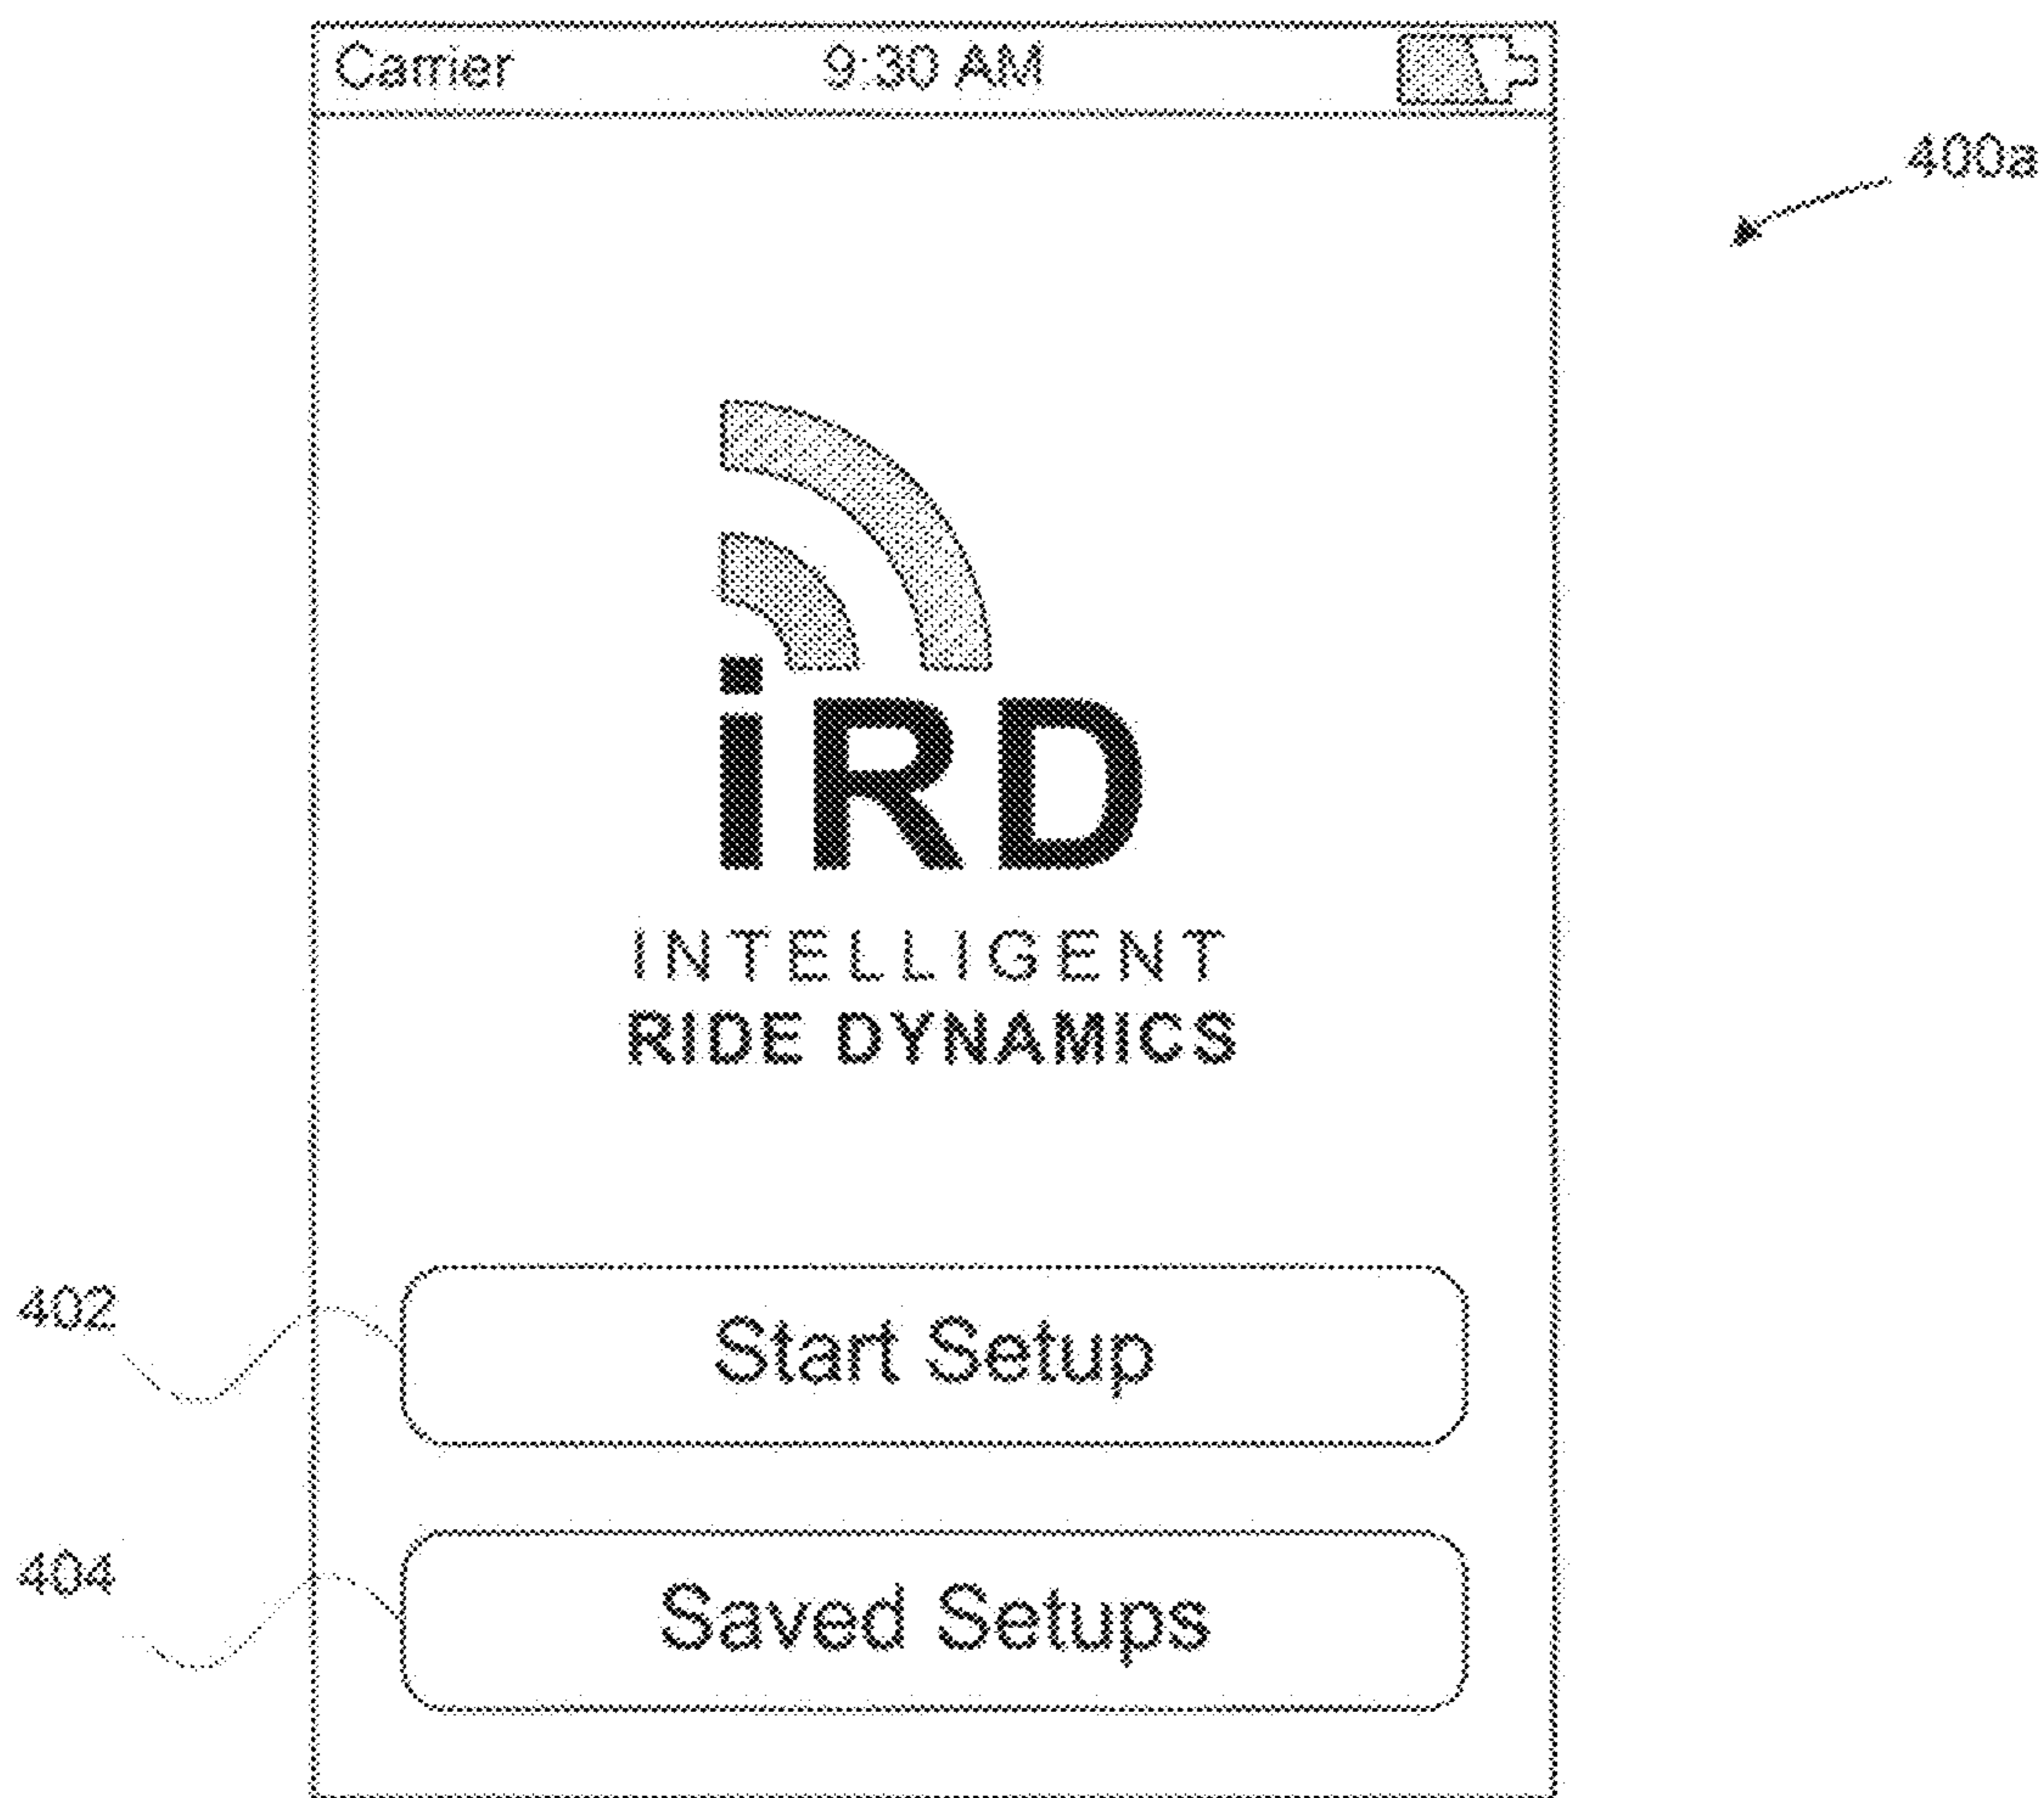 Carrier 9:30 AM
400a
iRD
INTELLIGENT
RIDE DYNAMICS
402
Start Setup
404
Saved Setups